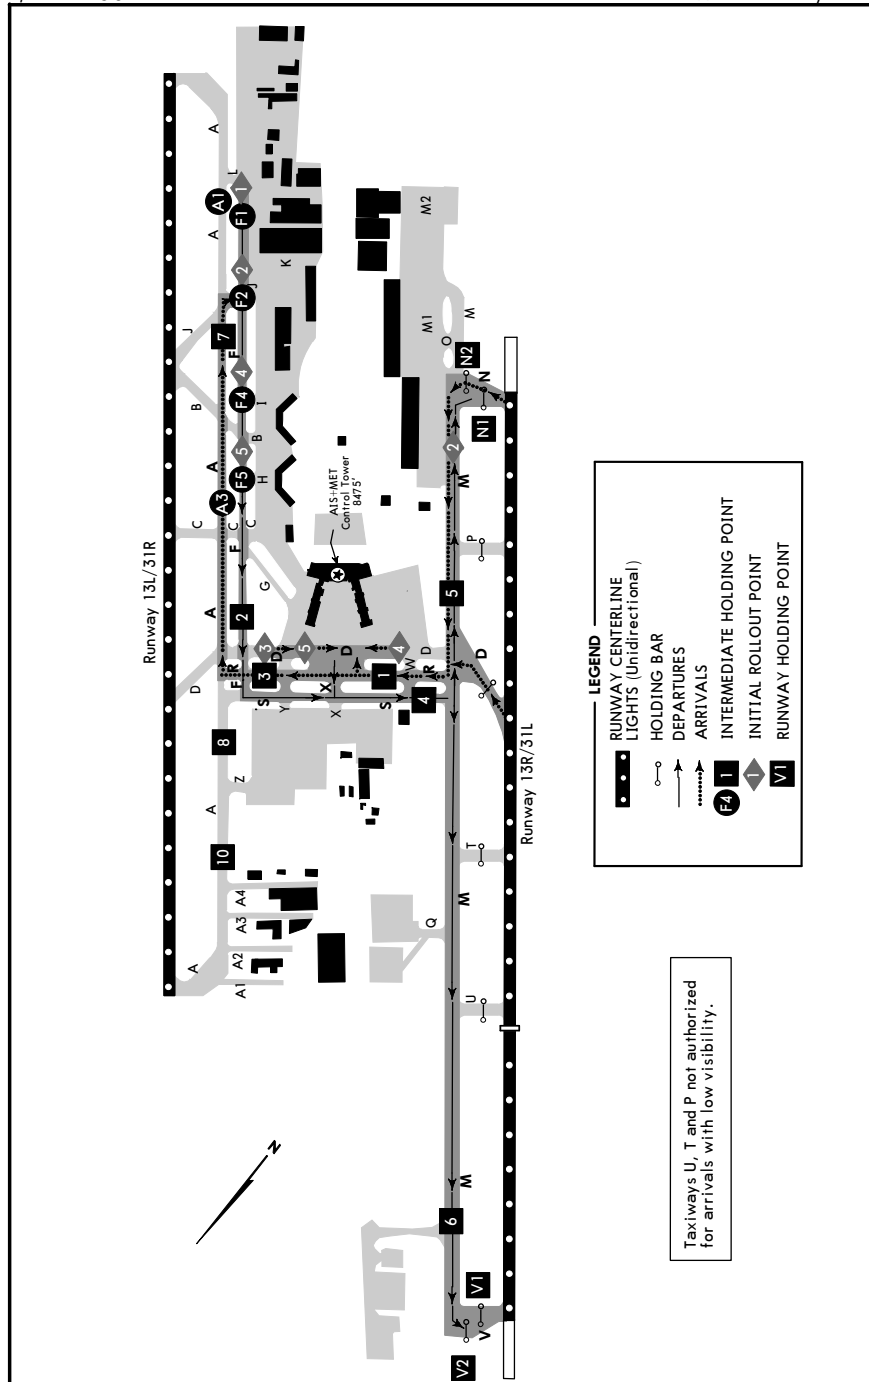 Runway 13L/31R
A
L
A1
1
F1
A
2
K
M2
J
F2
J
7
F
M1
M
4
O
F4
I
B
N2
N
A
5
B
N1
2
F5
H
M
A3
AIS+MET
Control Tower
8475'
C
C
C
F
P
G
5
A
2
3
D
5
D
4
D
D
R
W
R
3
1
D
F
X
S
S
4
Y
X
8
Z
Runway 13R/31L
A
10
T
A4
M
A3
Q
A
A2
A1
U
N
M
6
V1
V
V2
LEGEND
RUNWAY CENTERLINE
LIGHTS (Unidirectional)
HOLDING BAR
DEPARTURES
ARRIVALS
F4 1 INTERMEDIATE HOLDING POINT
1 INITIAL ROLLOUT POINT
V1 RUNWAY HOLDING POINT
Taxiways U, T and P not authorized
for arrivals with low visibility.